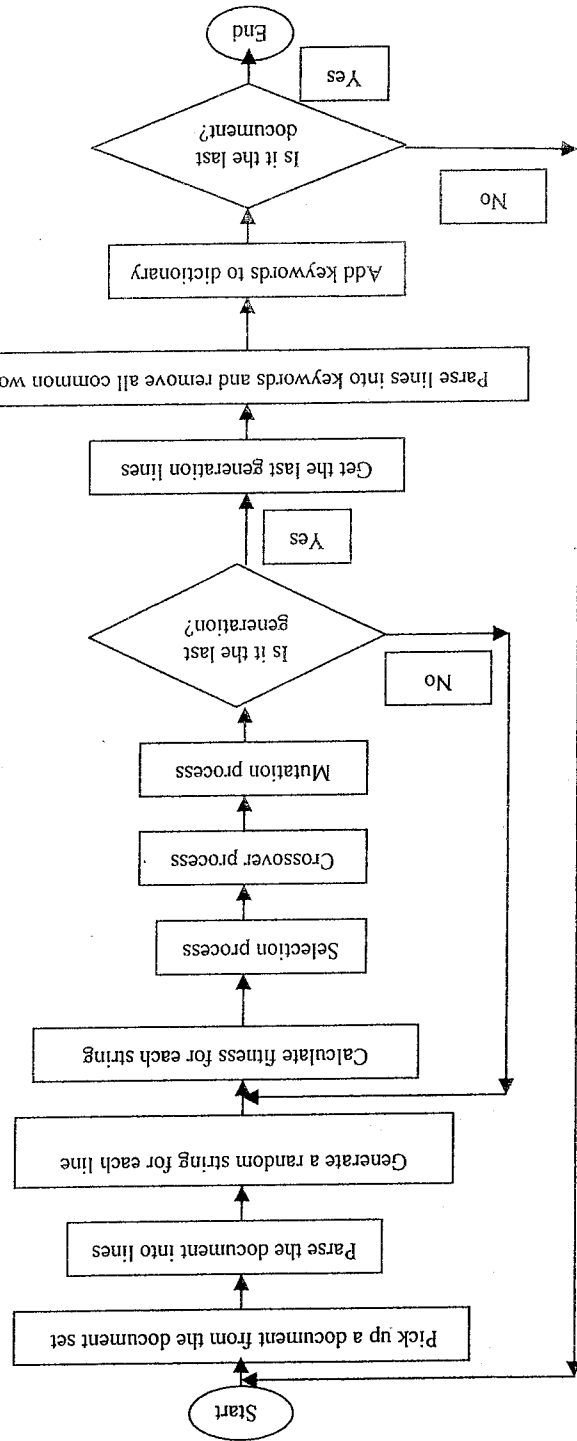 Start
Pick up a document from the document set
Parse the document into lines
Generate a random string for each line
Calculate fitness for each string
Selection process
Crossover process
Mutation process
Is it the last
generation?
No
Yes
Get the last generation lines
Parse lines into keywords and remove all common wo
Add keywords to dictionary
Is it the last
document?
No
Yes
End